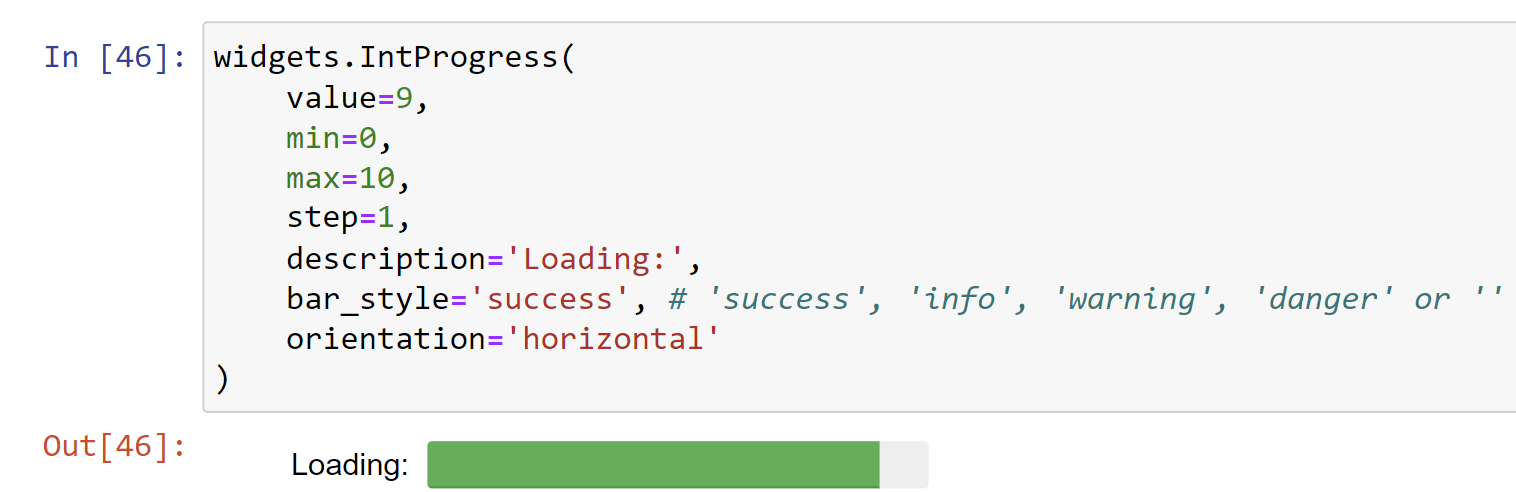 In [46]: widgets.IntProgress(
    value=9,
    min=0,
    max=10,
    step=1,
    description='Loading:',
    bar_style='success', # 'success', 'info', 'warning', 'danger' or ''
    orientation='horizontal'
)
Out[46]: Loading: